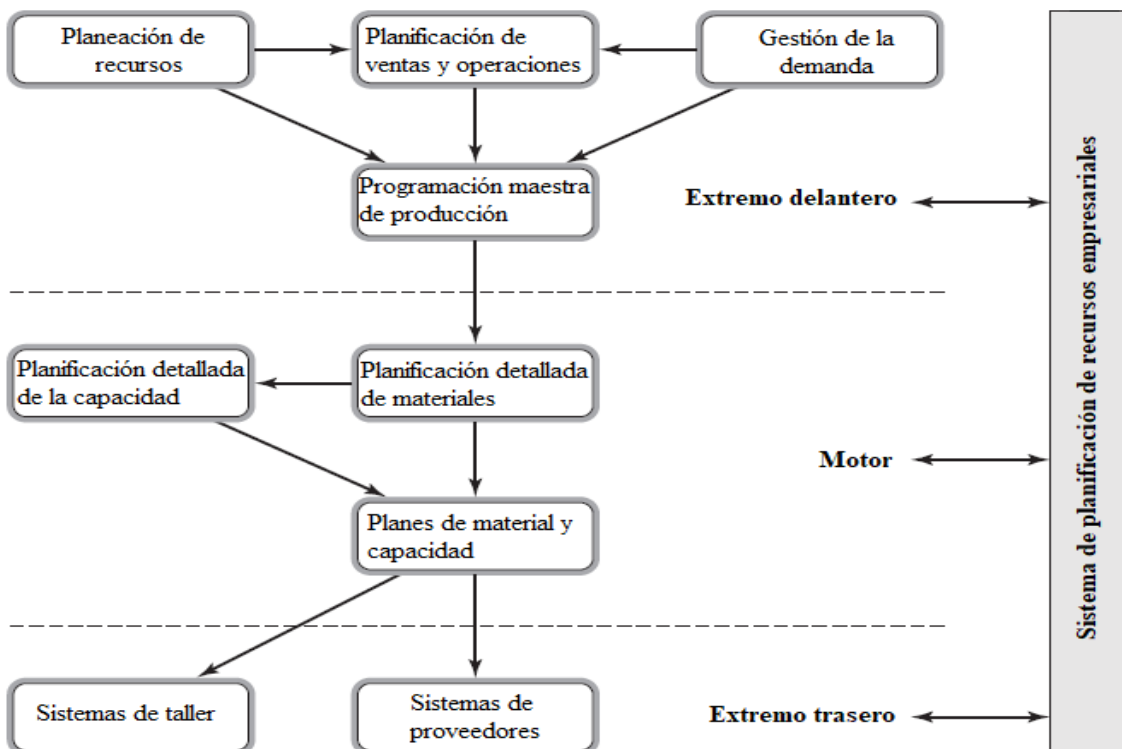 Planeación de
recursos
Planificación de
ventas y operaciones
Gestión de la
demanda
Programación maestra
de producción
Extremo delantero
Planificación detallada
de la capacidad
Planificación detallada
de materiales
Motor
Planes de material y
capacidad
Sistemas de taller
Sistemas de
proveedores
Extremo trasero
Sistema de planificación de recursos empresariales